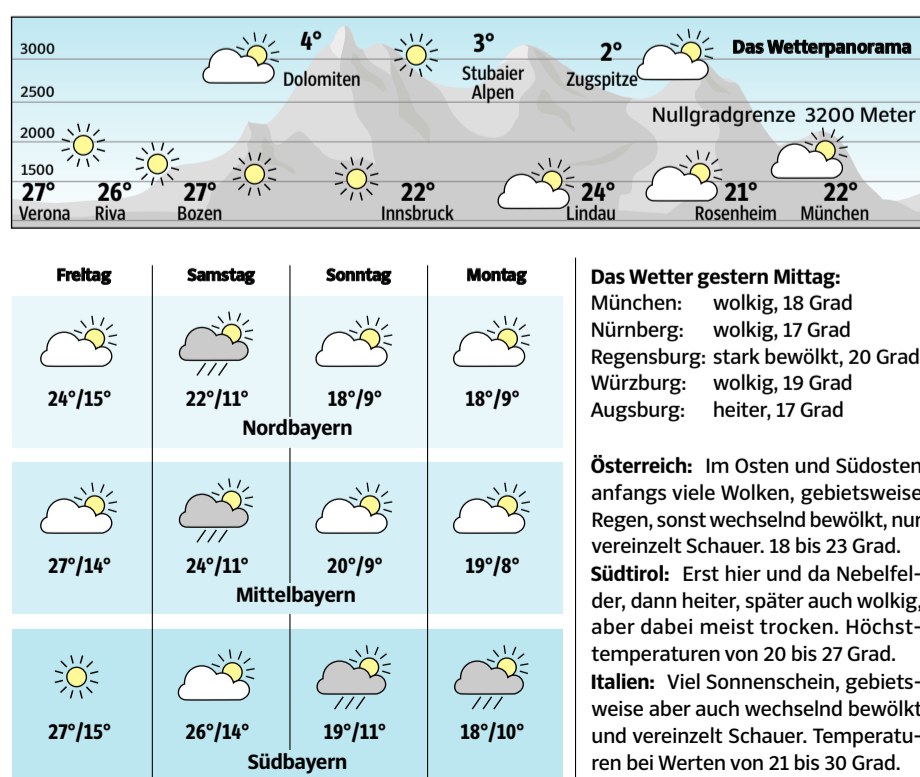 Das Wetterpanorama
3000
2500
2000
1500
4°
Dolomiten
3°
Stubaier
Alpen
2°
Zugspitze
Nullgradgrenze 3200 Meter
27°
Verona
26°
Riva
27°
Bozen
22°
Innsbruck
24°
Lindau
21°
Rosenheim
22°
München
Freitag Samstag Sonntag Montag
24°/15° 22°/11° 18°/9° 18°/9°
Nordbayern
27°/14° 24°/11° 20°/9° 19°/8°
Mittelbayern
27°/15° 26°/14° 19°/11° 18°/10°
Südbayern
Das Wetter gestern Mittag:
München: wolkig, 18 Grad
Nürnberg: wolkig, 17 Grad
Regensburg: stark bewölkt, 20 Grad
Würzburg: wolkig, 19 Grad
Augsburg: heiter, 17 Grad
Österreich: Im Osten und Südosten
anfangs viele Wolken, gebietsweise
Regen, sonst wechselnd bewölkt, nur
vereinzelt Schauer. 18 bis 23 Grad.
Südtirol: Erst hier und da Nebelfel-
der, dann heiter, später auch wolkig,
aber dabei meist trocken. Höchst-
temperaturen von 20 bis 27 Grad.
Italien: Viel Sonnenschein, gebiets-
weise aber auch wechselnd bewölkt
und vereinzelt Schauer. Temperatu-
ren bei Werten von 21 bis 30 Grad.